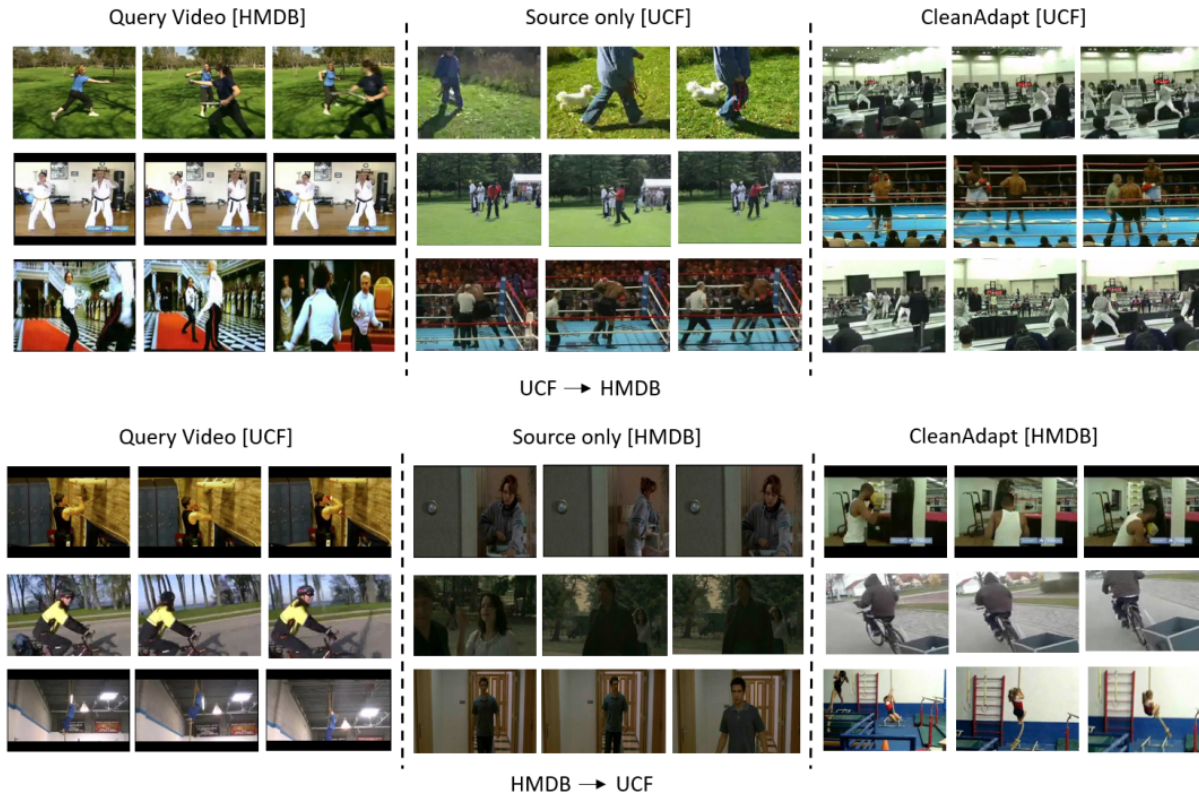 Query Video [HMDB]
Source only [UCF]
CleanAdapt [UCF]
UCF → HMDB
Query Video [UCF]
Source only [HMDB]
CleanAdapt [HMDB]
HMDB → UCF